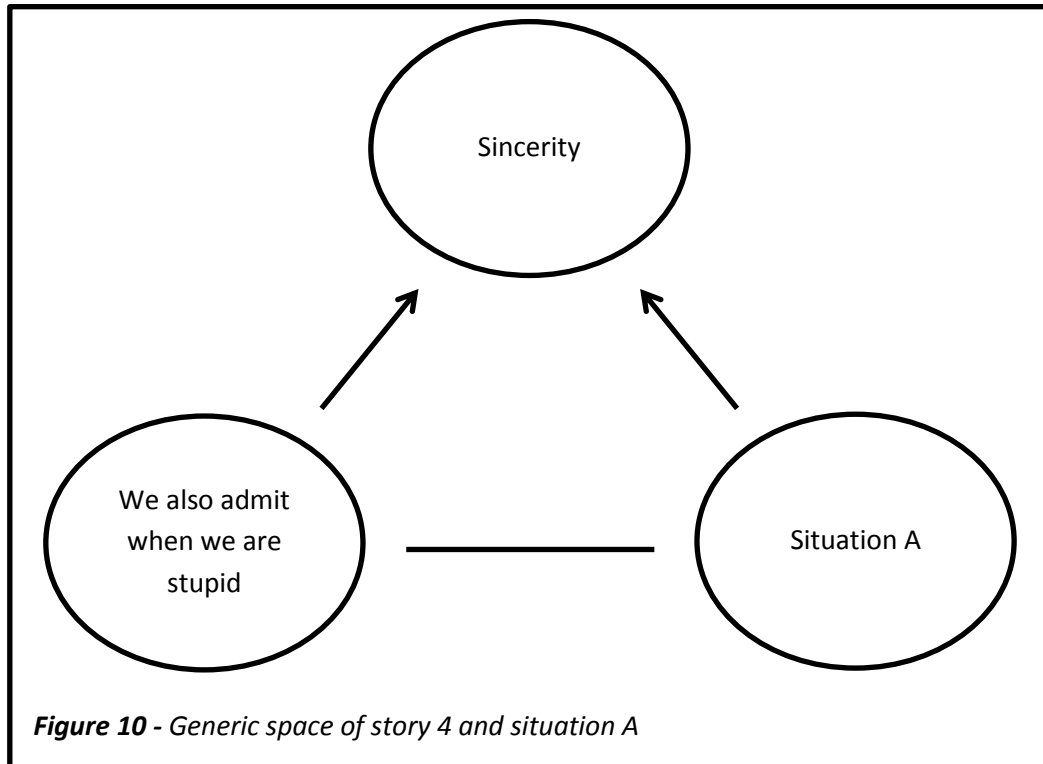 Sincerity
We also admit
when we are
stupid
Situation A
Figure 10 - Generic space of story 4 and situation A